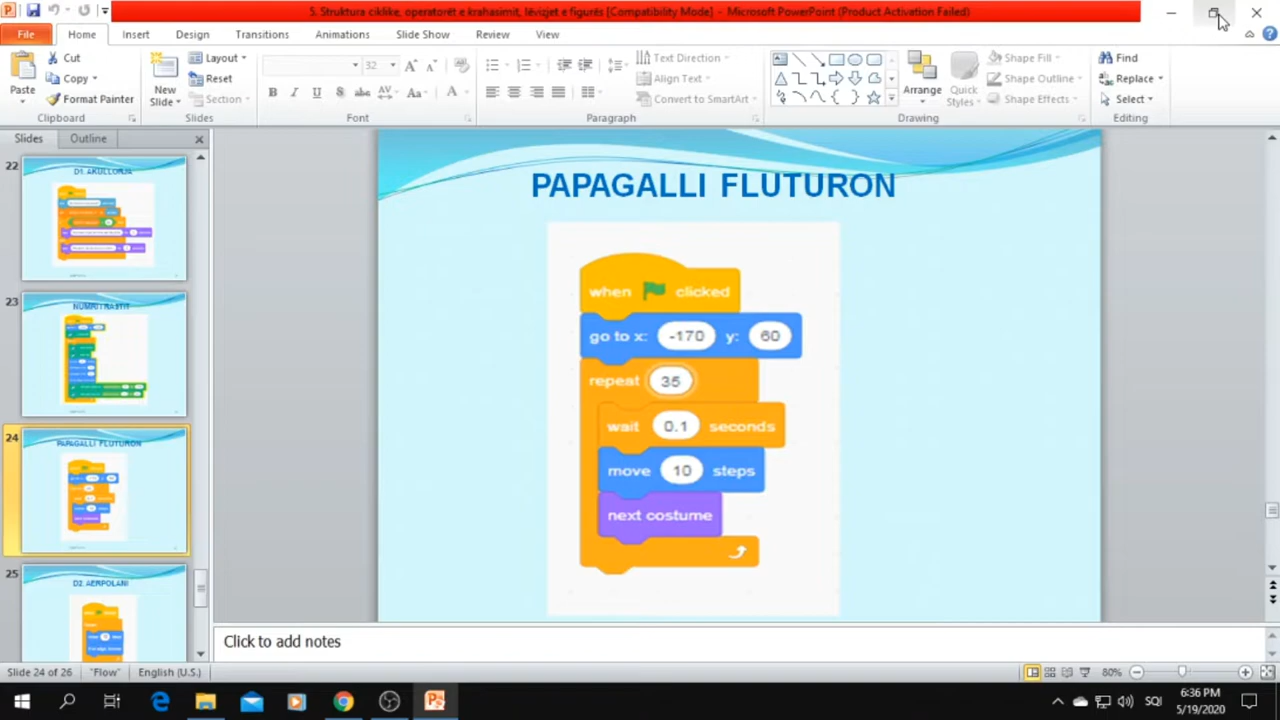 5. Struktura ciklike, operatorët e krahasimit, lëvizjet e figurës [Compatibility Mode] - Microsoft PowerPoint (Product Activation Failed)
File Home Insert Design Transitions Animations Slide Show Review View
Paste
Cut
Copy
Format Painter
Clipboard
New Slide
Layout
Reset
Section
Slides
32
Font
Text Direction
Align Text
Convert to SmartArt
Paragraph
Arrange
Quick Styles
Shape Fill
Shape Outline
Shape Effects
Drawing
Find
Replace
Select
Editing
Slides Outline
22
D1. AKULLORJA
23
NUMRI I RASTIT
24
PAPAGALLI FLUTURON
25
D2. AEROPLANI
PAPAGALLI FLUTURON
when clicked
go to x: -170 y: 60
repeat 35
wait 0.1 seconds
move 10 steps
next costume
Click to add notes
Slide 24 of 26 "Flow" English (U.S.) 80%
SQ 6:36 PM
5/19/2020